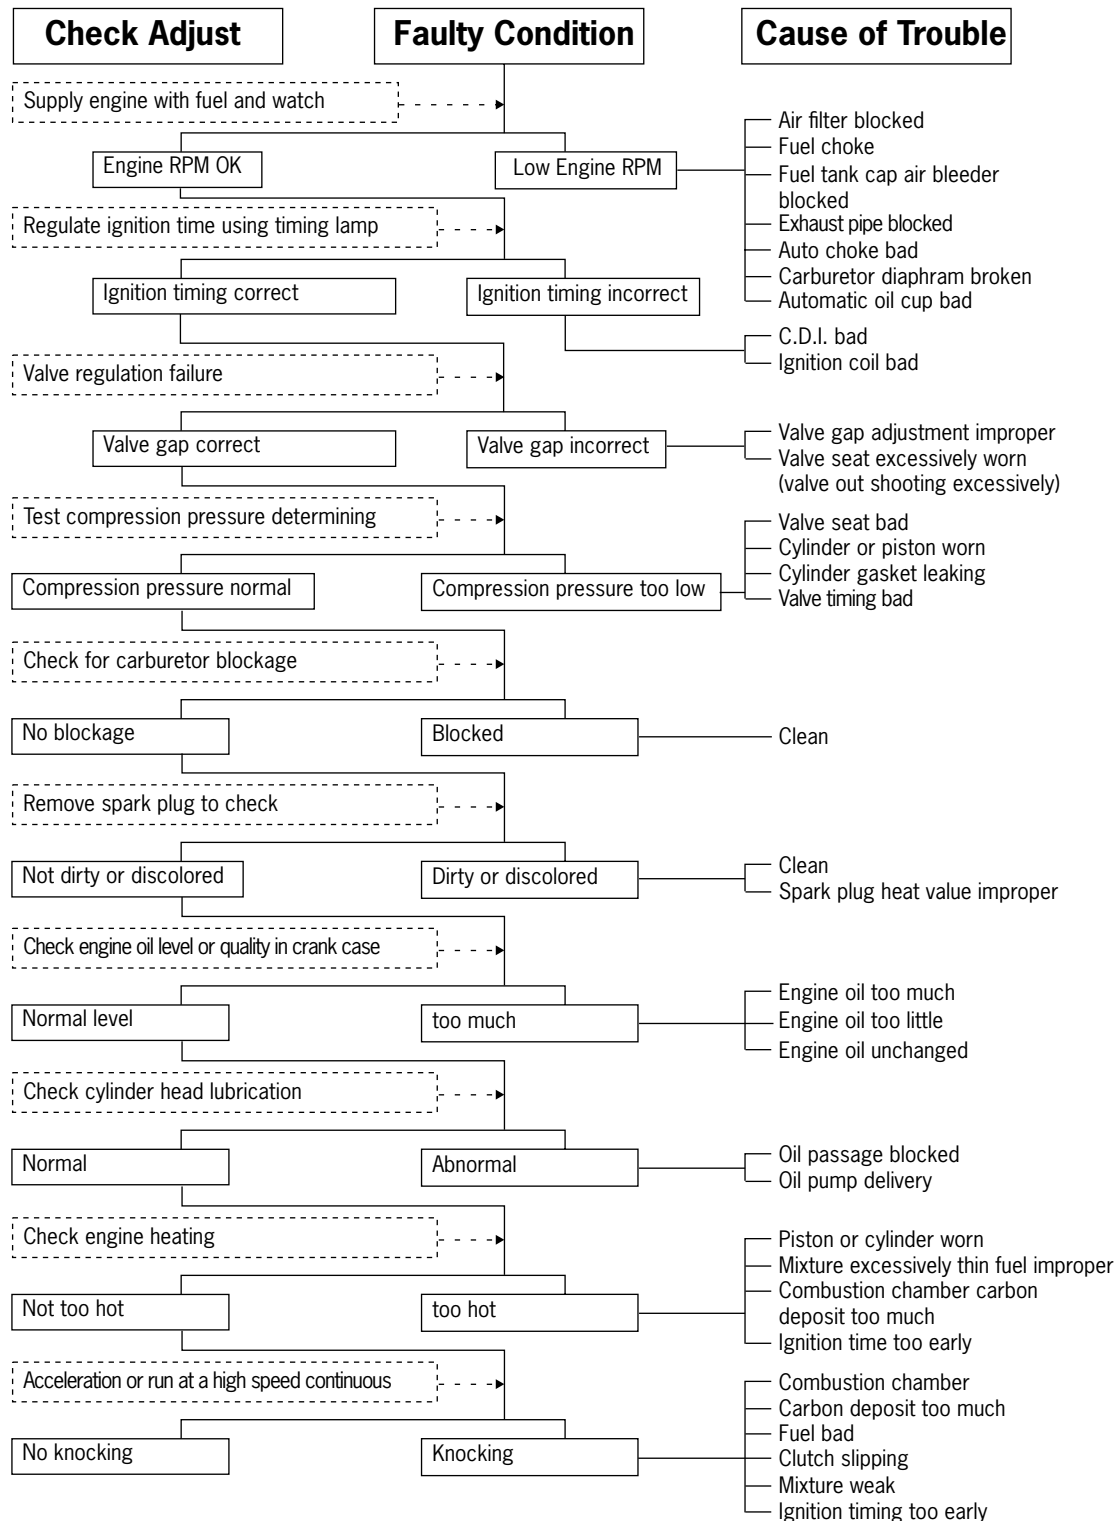 Check Adjust
Faulty Condition
Cause of Trouble
Supply engine with fuel and watch
Engine RPM OK
Low Engine RPM
Air filter blocked
Fuel choke
Fuel tank cap air bleeder
blocked
Exhaust pipe blocked
Auto choke bad
Carburetor diaphram broken
Automatic oil cup bad
Regulate ignition time using timing lamp
Ignition timing correct
Ignition timing incorrect
C.D.I. bad
Ignition coil bad
Valve regulation failure
Valve gap correct
Valve gap incorrect
Valve gap adjustment improper
Valve seat excessively worn
(valve out shooting excessively)
Test compression pressure determining
Compression pressure normal
Compression pressure too low
Valve seat bad
Cylinder or piston worn
Cylinder gasket leaking
Valve timing bad
Check for carburetor blockage
No blockage
Blocked
Clean
Remove spark plug to check
Not dirty or discolored
Dirty or discolored
Clean
Spark plug heat value improper
Check engine oil level or quality in crank case
Normal level
too much
Engine oil too much
Engine oil too little
Engine oil unchanged
Check cylinder head lubrication
Normal
Abnormal
Oil passage blocked
Oil pump delivery
Check engine heating
Not too hot
too hot
Piston or cylinder worn
Mixture excessively thin fuel improper
Combustion chamber carbon
deposit too much
Ignition time too early
Acceleration or run at a high speed continuous
No knocking
Knocking
Combustion chamber
Carbon deposit too much
Fuel bad
Clutch slipping
Mixture weak
Ignition timing too early